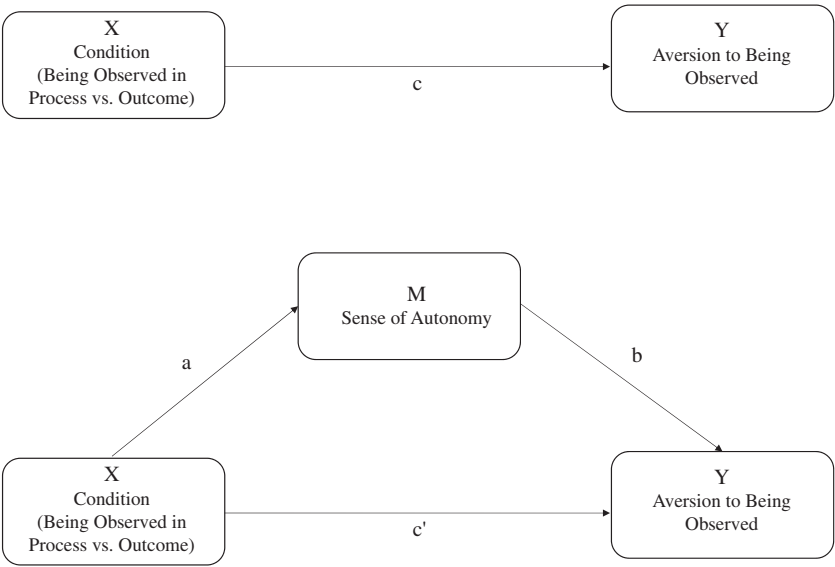 X
Condition
(Being Observed in
Process vs. Outcome)
c
Y
Aversion to Being
Observed
M
Sense of Autonomy
a
b
X
Condition
(Being Observed in
Process vs. Outcome)
c'
Y
Aversion to Being
Observed